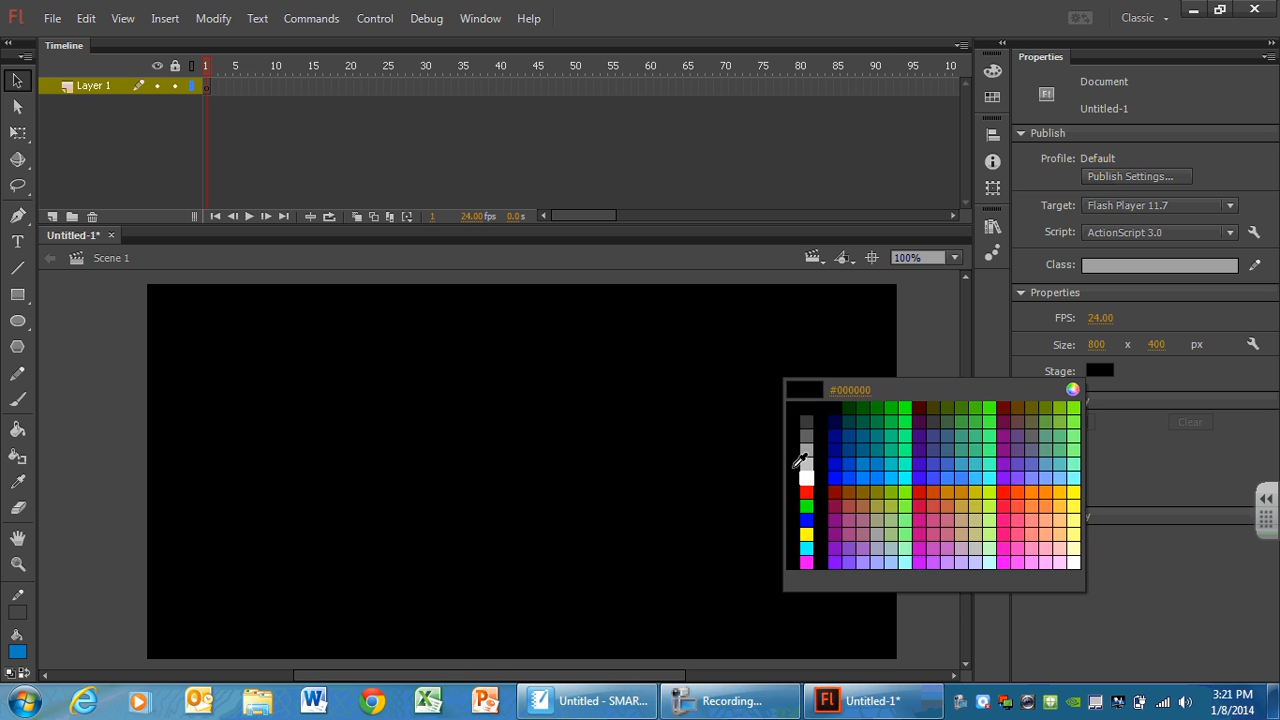 Fl File Edit View Insert Modify Text Commands Control Debug Window Help Classic
Timeline
1 5 10 15 20 25 30 35 40 45 50 55 60 65 70 75 80 85 90 95 10
Layer 1
1 24.00 fps 0.0 s
Untitled-1*
Scene 1
100%
Properties
Document
Fl
Untitled-1
Publish
Profile: Default
Publish Settings...
Target: Flash Player 11.7
Script: ActionScript 3.0
Class:
Properties
FPS: 24.00
Size: 800 x 400 px
Stage:
#000000
Clear
Untitled - SMAR...
Recording...
Fl Untitled-1*
3:21 PM
1/8/2014